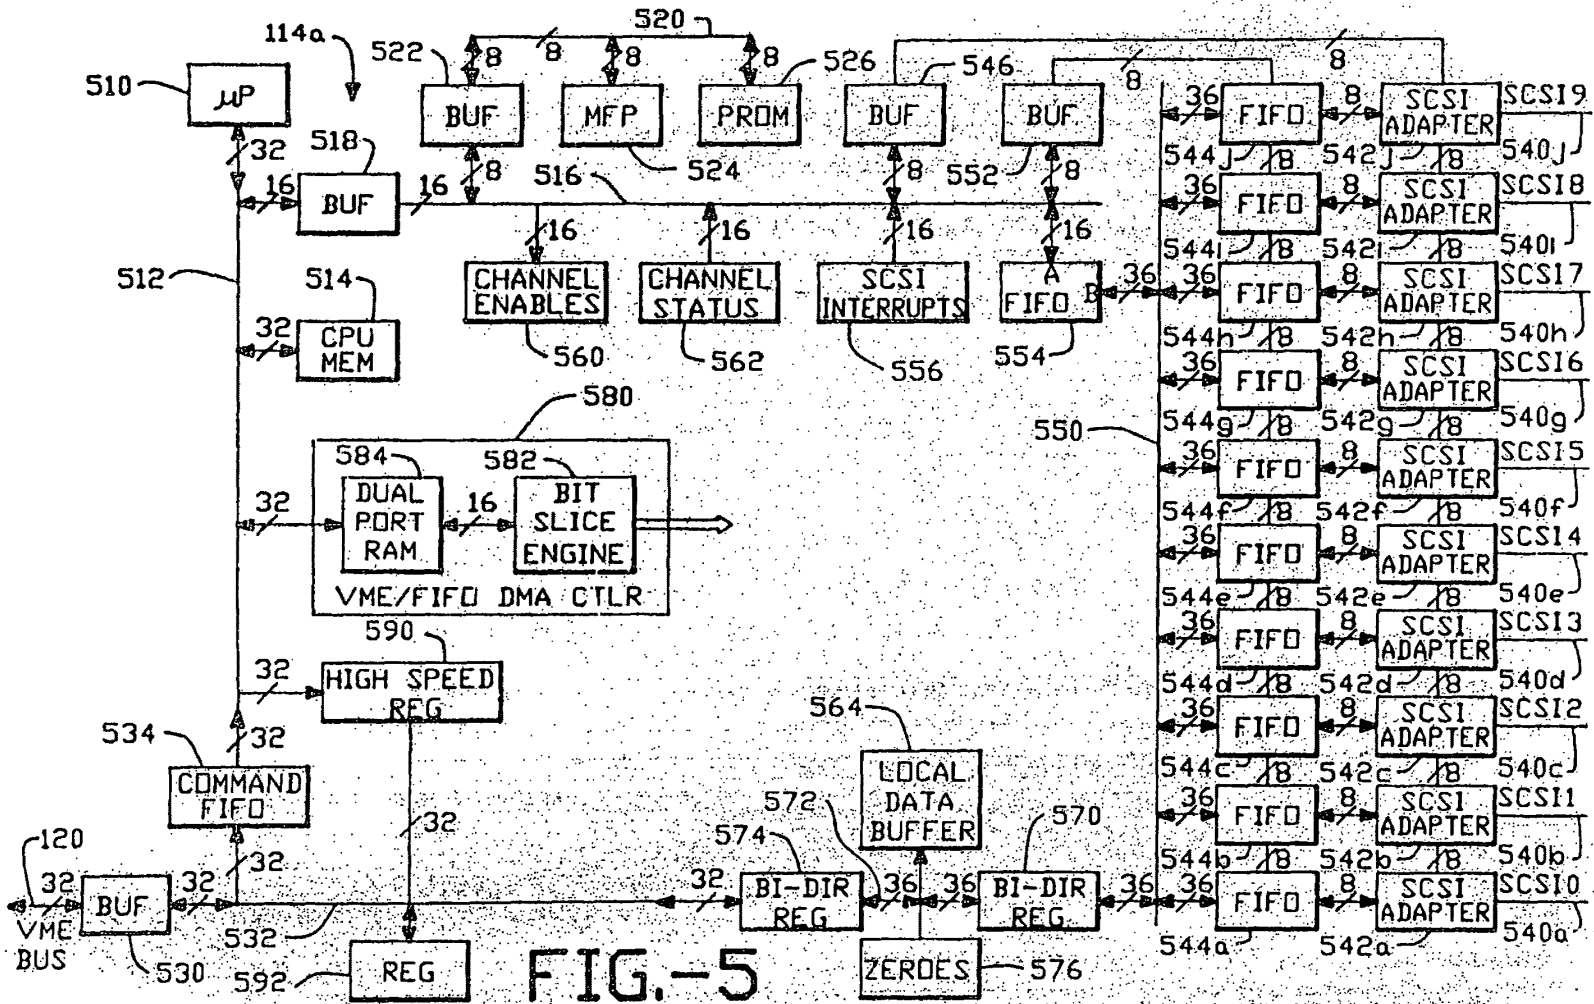 114a
520
8
8
522
8
8
8
526
546
8
8
510
µP
BUF
MFP
PROM
BUF
BUF
36
FIFO
8
SCSI
ADAPTER
SCSI9
32
518
8
524
8
552
8
544j
8
542j
8
540j
16
BUF
16
516
36
FIFO
8
SCSI
ADAPTER
SCSI8
16
16
16
16
544i
8
542i
8
540i
512
514
CHANNEL
ENABLES
CHANNEL
STATUS
SCSI
INTERRUPTS
A
FIFO B
36
36
FIFO
8
SCSI
ADAPTER
SCSI7
32
CPU
MEM
560
562
556
554
544h
8
542h
8
540h
36
FIFO
8
SCSI
ADAPTER
SCSI6
580
550
544g
8
542g
8
540g
584
582
36
FIFO
8
SCSI
ADAPTER
SCSI5
32
DUAL
PORT
RAM
16
BIT
SLICE
ENGINE
544f
8
542f
8
540f
VME/FIFO DMA CTLR
36
FIFO
8
SCSI
ADAPTER
SCSI4
590
544e
8
542e
8
540e
32
HIGH SPEED
REG
36
FIFO
8
SCSI
ADAPTER
SCSI3
544d
8
542d
8
540d
534
32
564
36
FIFO
8
SCSI
ADAPTER
SCSI2
COMMAND
FIFO
LOCAL
DATA
BUFFER
544c
8
542c
8
540c
572
574
570
36
FIFO
8
SCSI
ADAPTER
SCSI1
120
32
32
544b
8
542b
8
540b
32
BUF
32
32
BI-DIR
REG
36
36
BI-DIR
REG
36
36
FIFO
8
SCSI
ADAPTER
SCSI0
VME
BUS
532
544a
542a
540a
530
592
REG
FIG.-5
ZEROES
576